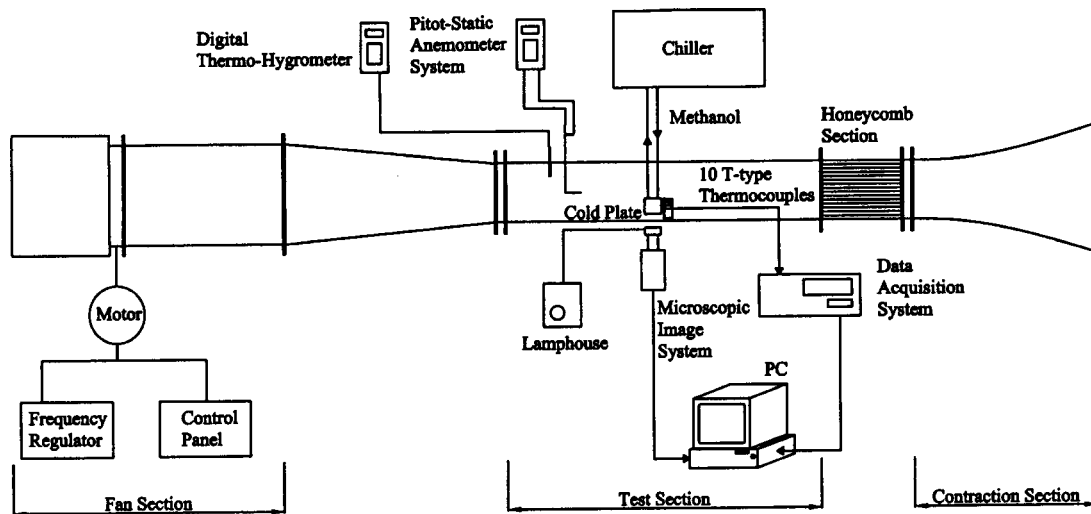 Digital
Thermo-Hygrometer
Pitot-Static
Anemometer
System
Chiller
Methanol
Honeycomb
Section
10 T-type
Thermocouples
Cold Plate
Motor
Lamphouse
Microscopic
Image
System
Data
Acquisition
System
PC
Frequency
Regulator
Control
Panel
Fan Section
Test Section
Contraction Section